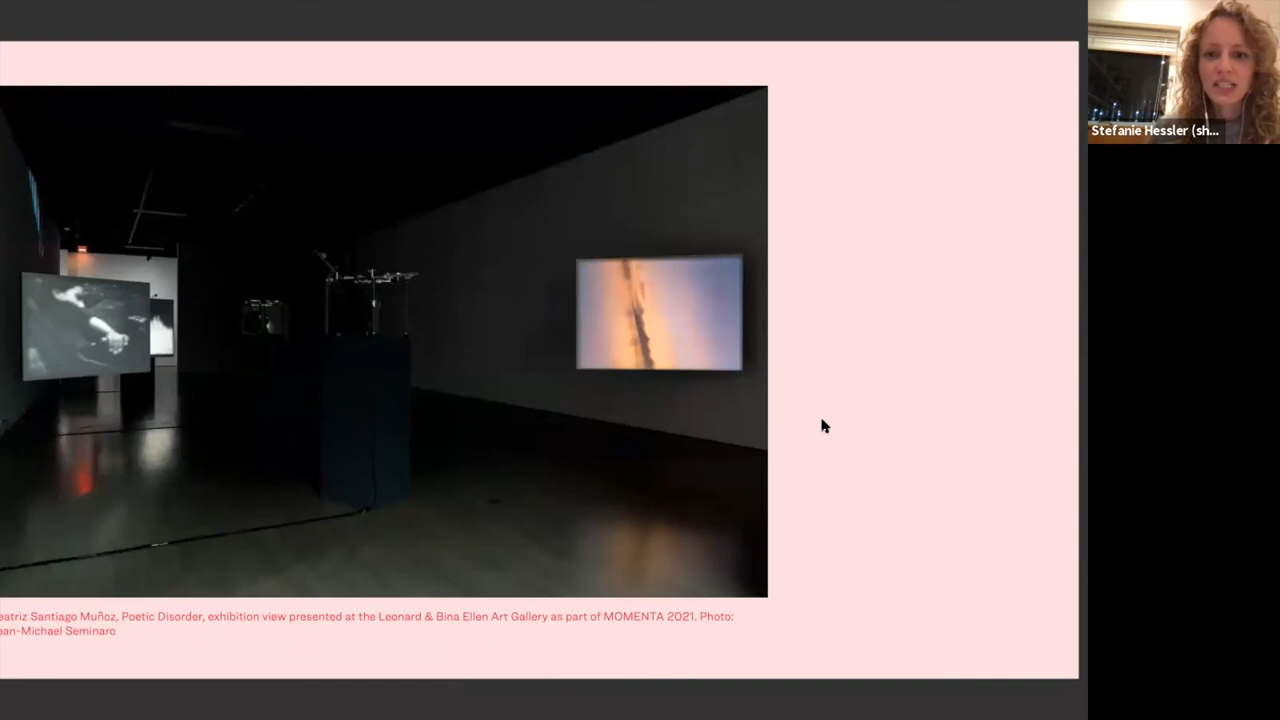 Stefanie Hessler (sh...
eatriz Santiago Muñoz, Poetic Disorder, exhibition view presented at the Leonard & Bina Ellen Art Gallery as part of MOMENTA 2021. Photo:
ean-Michael Seminaro